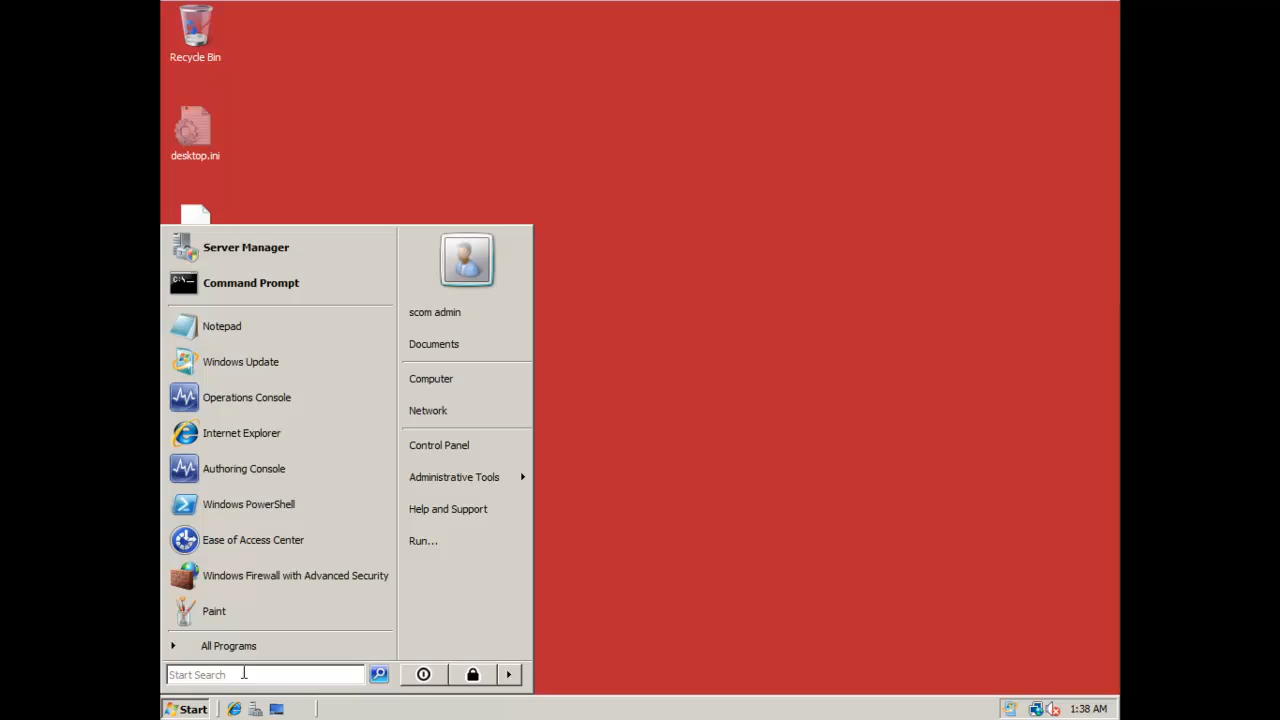 Recycle Bin
desktop.ini
Server Manager
Command Prompt
Notepad
Windows Update
Operations Console
Internet Explorer
Authoring Console
Windows PowerShell
Ease of Access Center
Windows Firewall with Advanced Security
Paint
All Programs
Start Search
scom admin
Documents
Computer
Network
Control Panel
Administrative Tools
Help and Support
Run...
Start
1:38 AM